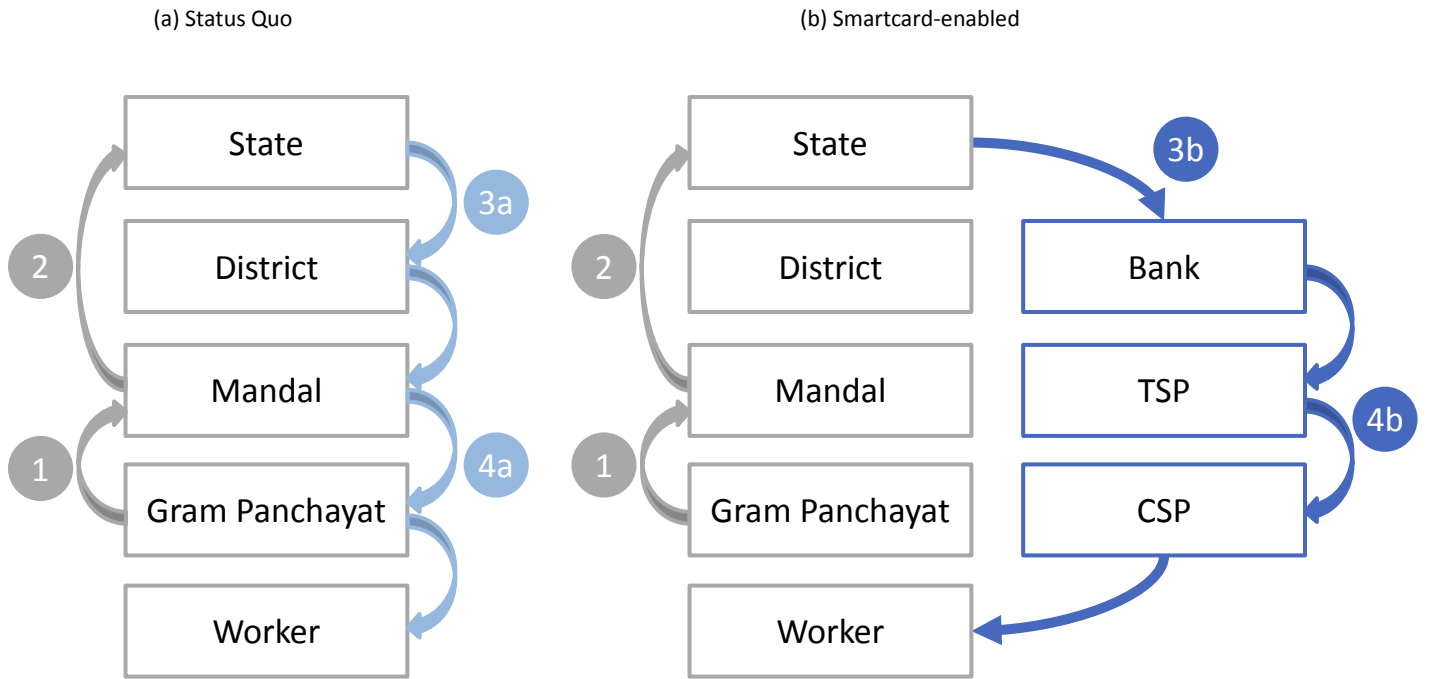 (a) Status Quo
State
3a
District
2
Mandal
1
4a
Gram Panchayat
Worker
(b) Smartcard-enabled
State
3b
2
District
Bank
Mandal
TSP
4b
1
Gram Panchayat
CSP
Worker